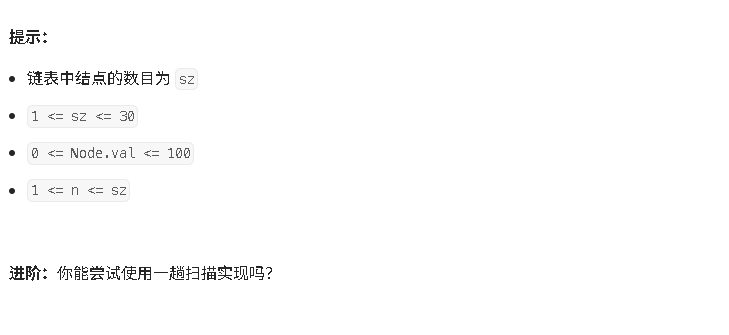 提示：
链表中结点的数目为 sz
1 <= sz <= 30
0 <= Node.val <= 100
1 <= n <= sz
进阶：你能尝试使用一趟扫描实现吗？